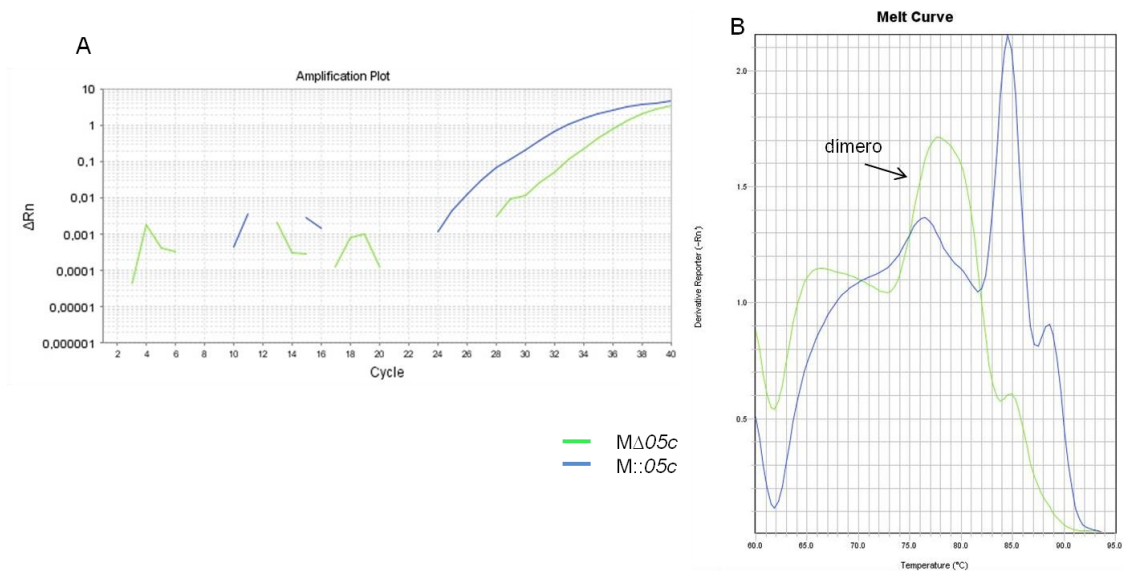 A
Amplification Plot
10
1
0,1
0,01
0,001
0,0001
0,00001
0,000001
ΔRn
2 4 6 8 10 12 14 16 18 20 22 24 26 28 30 32 34 36 38 40
Cycle
MΔ05c
M::05c
B
Melt Curve
2.0
1.5
1.0
0.5
Derivative Reporter (-Rn')
dimero
60.0 65.0 70.0 75.0 80.0 85.0 90.0 95.0
Temperature (°C)